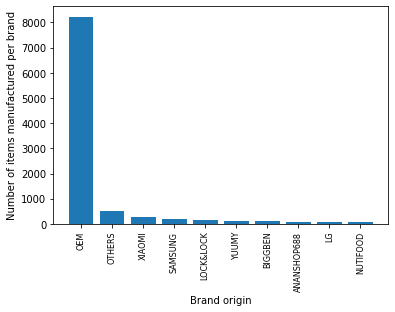 Number of items manufactured per brand
8000
7000
6000
5000
4000
3000
2000
1000
0
OEM
OTHERS
XIAOMI
SAMSUNG
LOCK&LOCK
YUUMY
BIGGBEN
ANANSHOP688
LG
NUTIFOOD
Brand origin